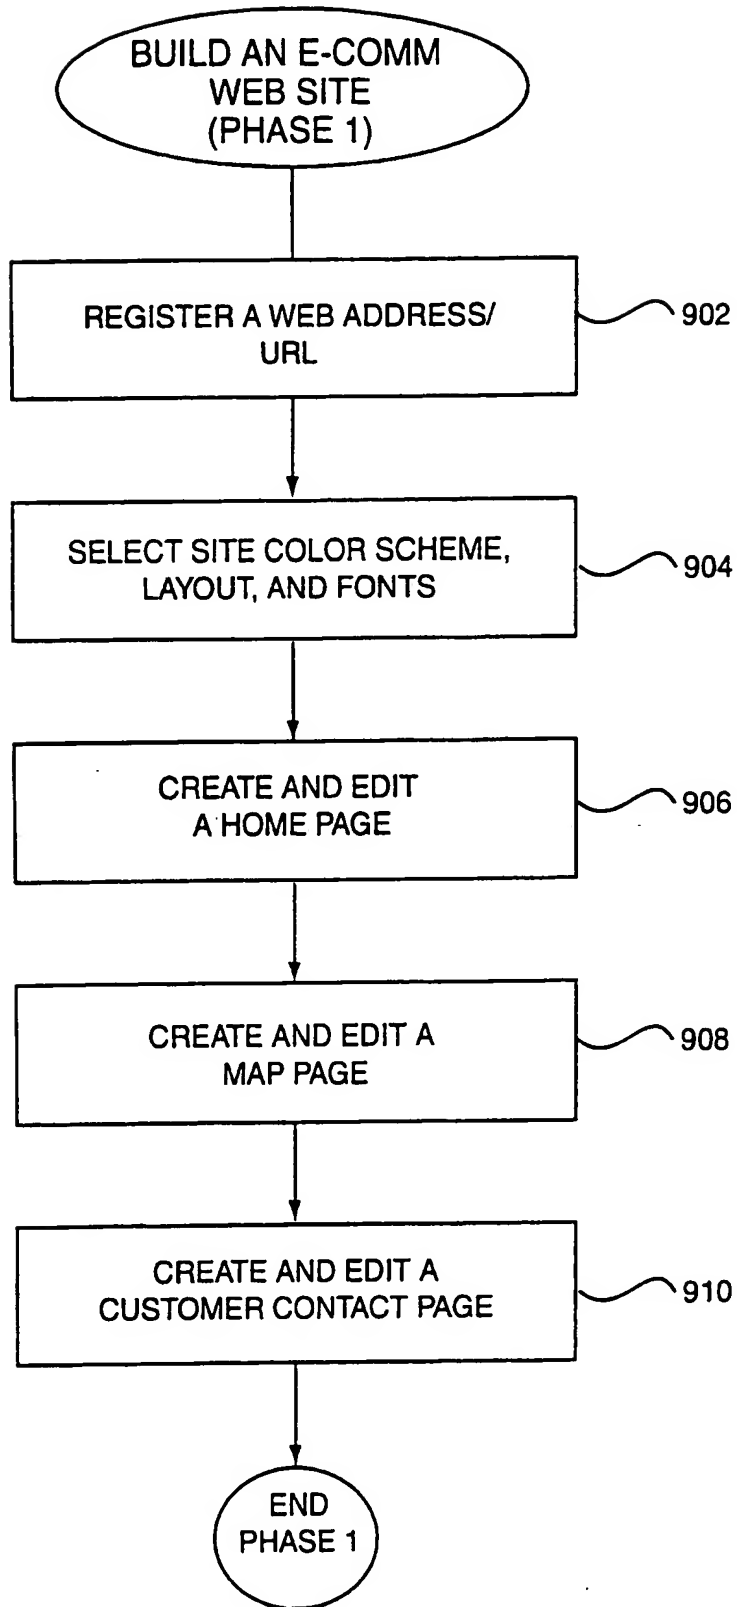 BUILD AN E-COMM
WEB SITE
(PHASE 1)
REGISTER A WEB ADDRESS/
URL
902
SELECT SITE COLOR SCHEME,
LAYOUT, AND FONTS
904
CREATE AND EDIT
A HOME PAGE
906
CREATE AND EDIT A
MAP PAGE
908
CREATE AND EDIT A
CUSTOMER CONTACT PAGE
910
END
PHASE 1